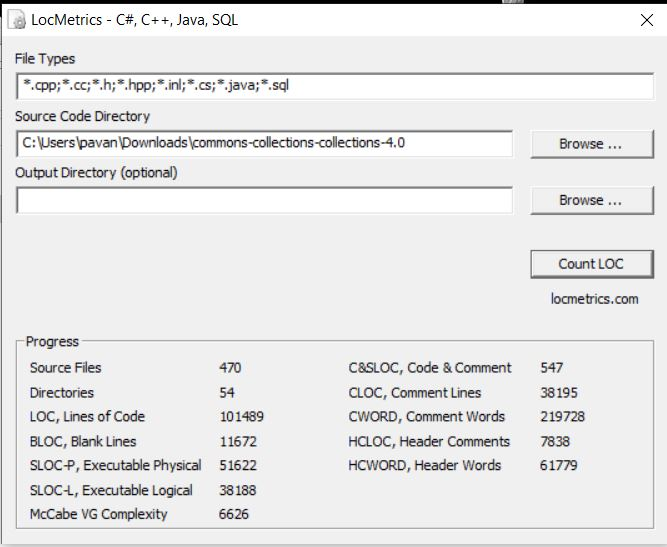 LocMetrics - C#, C++, Java, SQL
File Types
*.cpp;*.cc;*.h;*.hpp;*.inl;*.cs;*.java;*.sql
Source Code Directory
C:\Users\pavan\Downloads\commons-collections-collections-4.0
Browse ...
Output Directory (optional)
Browse ...
Count LOC
locmetrics.com
Progress
Source Files 470 C&SLOC, Code & Comment 547
Directories 54 CLOC, Comment Lines 38195
LOC, Lines of Code 101489 CWORD, Comment Words 219728
BLOC, Blank Lines 11672 HCLOC, Header Comments 7838
SLOC-P, Executable Physical 51622 HCWORD, Header Words 61779
SLOC-L, Executable Logical 38188
McCabe VG Complexity 6626